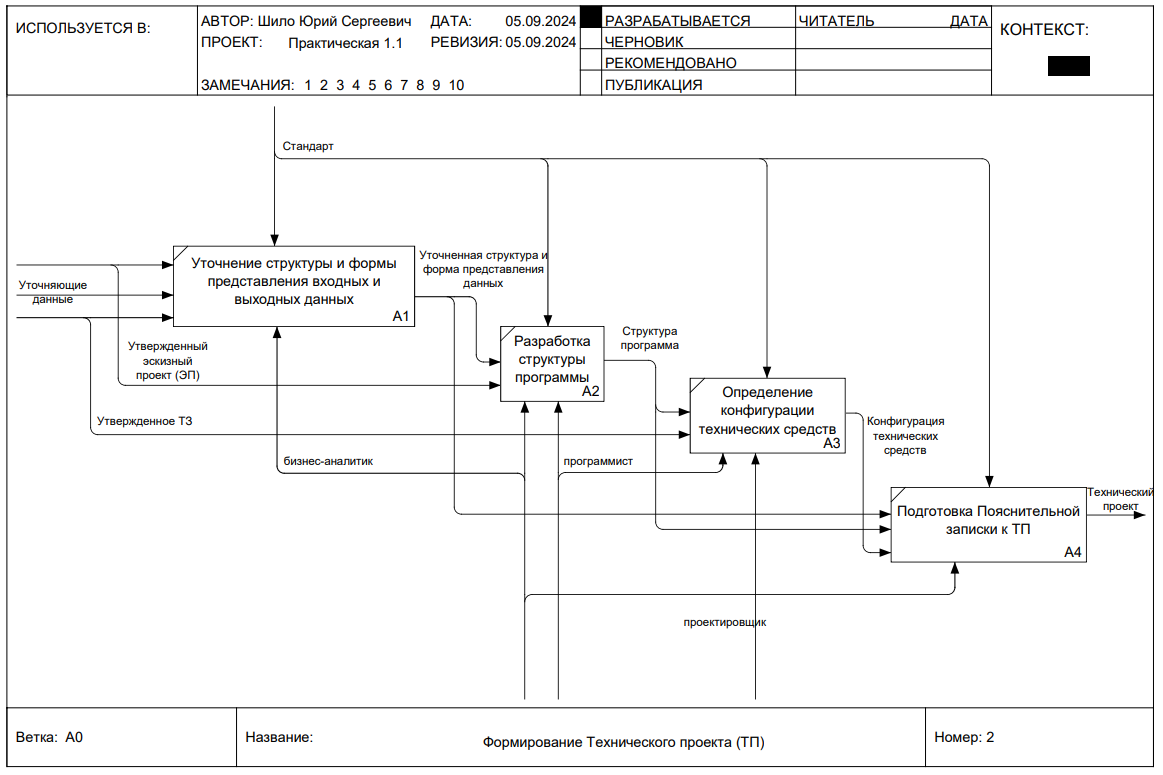 ИСПОЛЬЗУЕТСЯ В:
АВТОР: Шило Юрий Сергеевич ДАТА: 05.09.2024
ПРОЕКТ: Практическая 1.1 РЕВИЗИЯ: 05.09.2024
ЗАМЕЧАНИЯ: 1 2 3 4 5 6 7 8 9 10
РАЗРАБАТЫВАЕТСЯ
ЧЕРНОВИК
РЕКОМЕНДОВАНО
ПУБЛИКАЦИЯ
ЧИТАТЕЛЬ ДАТА
КОНТЕКСТ:
Стандарт
Уточняющие
данные
Уточнение структуры и формы
представления входных и
выходных данных
A1
Уточненная структура и
форма представления
данных
Утвержденный
эскизный
проект (ЭП)
Разработка
структуры
программы
A2
Структура
программа
Утвержденное ТЗ
Определение
конфигурации
технических средств
A3
Конфигурация
технических
средств
бизнес-аналитик
программист
Подготовка Пояснительной
записки к ТП
A4
Технический
проект
проектировщик
Ветка: A0
Название:
Формирование Технического проекта (ТП)
Номер: 2